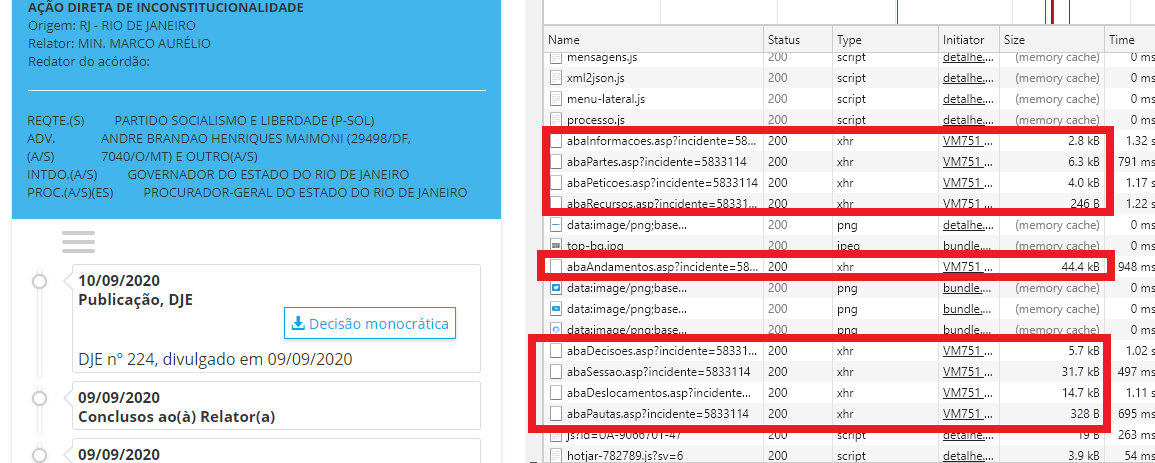 AÇÃO DIRETA DE INCONSTITUCIONALIDADE
Origem: RJ - RIO DE JANEIRO
Relator: MIN. MARCO AURÉLIO
Redator do acórdão:
REQTE.(S) PARTIDO SOCIALISMO E LIBERDADE (P-SOL)
ADV. ANDRE BRANDAO HENRIQUES MAIMONI (29498/DF,
(A/S) 7040/O/MT) E OUTRO(A/S)
INTDO.(A/S) GOVERNADOR DO ESTADO DO RIO DE JANEIRO
PROC.(A/S)(ES) PROCURADOR-GERAL DO ESTADO DO RIO DE JANEIRO
10/09/2020
Publicação, DJE
Decisão monocrática
DJE nº 224, divulgado em 09/09/2020
09/09/2020
Conclusos ao(à) Relator(a)
09/09/2020
Name Status Type Initiator Size Time
mensagens.js 200 script detalhe.... (memory cache) 0 ms
xml2json.js 200 script detalhe.... (memory cache) 0 ms
menu-lateral.js 200 script detalhe.... (memory cache) 0 ms
processo.js 200 script detalhe.... (memory cache) 0 ms
abaInformacoes.asp?incidente=58... 200 xhr VM751 ... 2.8 kB 1.32 s
abaPartes.asp?incidente=5833114 200 xhr VM751 ... 6.3 kB 791 ms
abaPeticoes.asp?incidente=5833114 200 xhr VM751 ... 4.0 kB 1.17 s
abaRecursos.asp?incidente=58331... 200 xhr VM751 ... 246 B 1.22 s
data:image/png;base... 200 png detalhe.... (memory cache) 0 ms
top-bg.jpg 200 jpeg bundle.... (memory cache) 0 ms
abaAndamentos.asp?incidente=58... 200 xhr VM751 ... 44.4 kB 948 ms
data:image/png;base... 200 png bundle.... (memory cache) 0 ms
data:image/png;base... 200 png bundle.... (memory cache) 0 ms
data:image/png;base... 200 png bundle.... (memory cache) 0 ms
abaDecisoes.asp?incidente=58331... 200 xhr VM751 ... 5.7 kB 1.02 s
abaSessao.asp?incidente=5833114 200 xhr VM751 ... 31.7 kB 497 ms
abaDeslocamentos.asp?incidente... 200 xhr VM751 ... 14.7 kB 1.11 s
abaPautas.asp?incidente=5833114 200 xhr VM751 ... 328 B 695 ms
js?id=UA-9066701-47 200 script detalhe.... 19 B 263 ms
hotjar-782789.js?sv=6 200 script detalhe.... 3.9 kB 54 ms